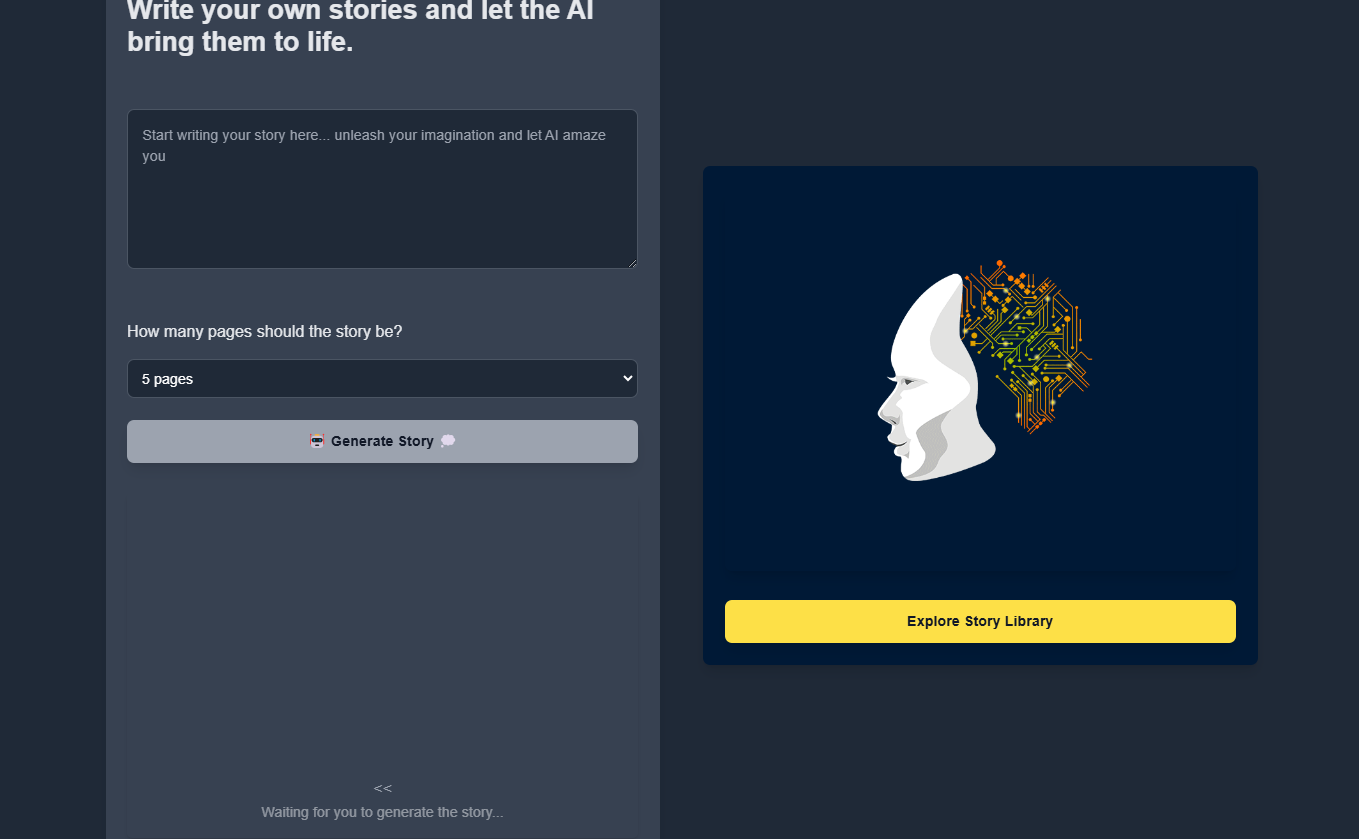 Write your own stories and let the AI
bring them to life.
Start writing your story here... unleash your imagination and let AI amaze
you
How many pages should the story be?
5 pages
🤖 Generate Story 💭
<<
Waiting for you to generate the story...
Explore Story Library